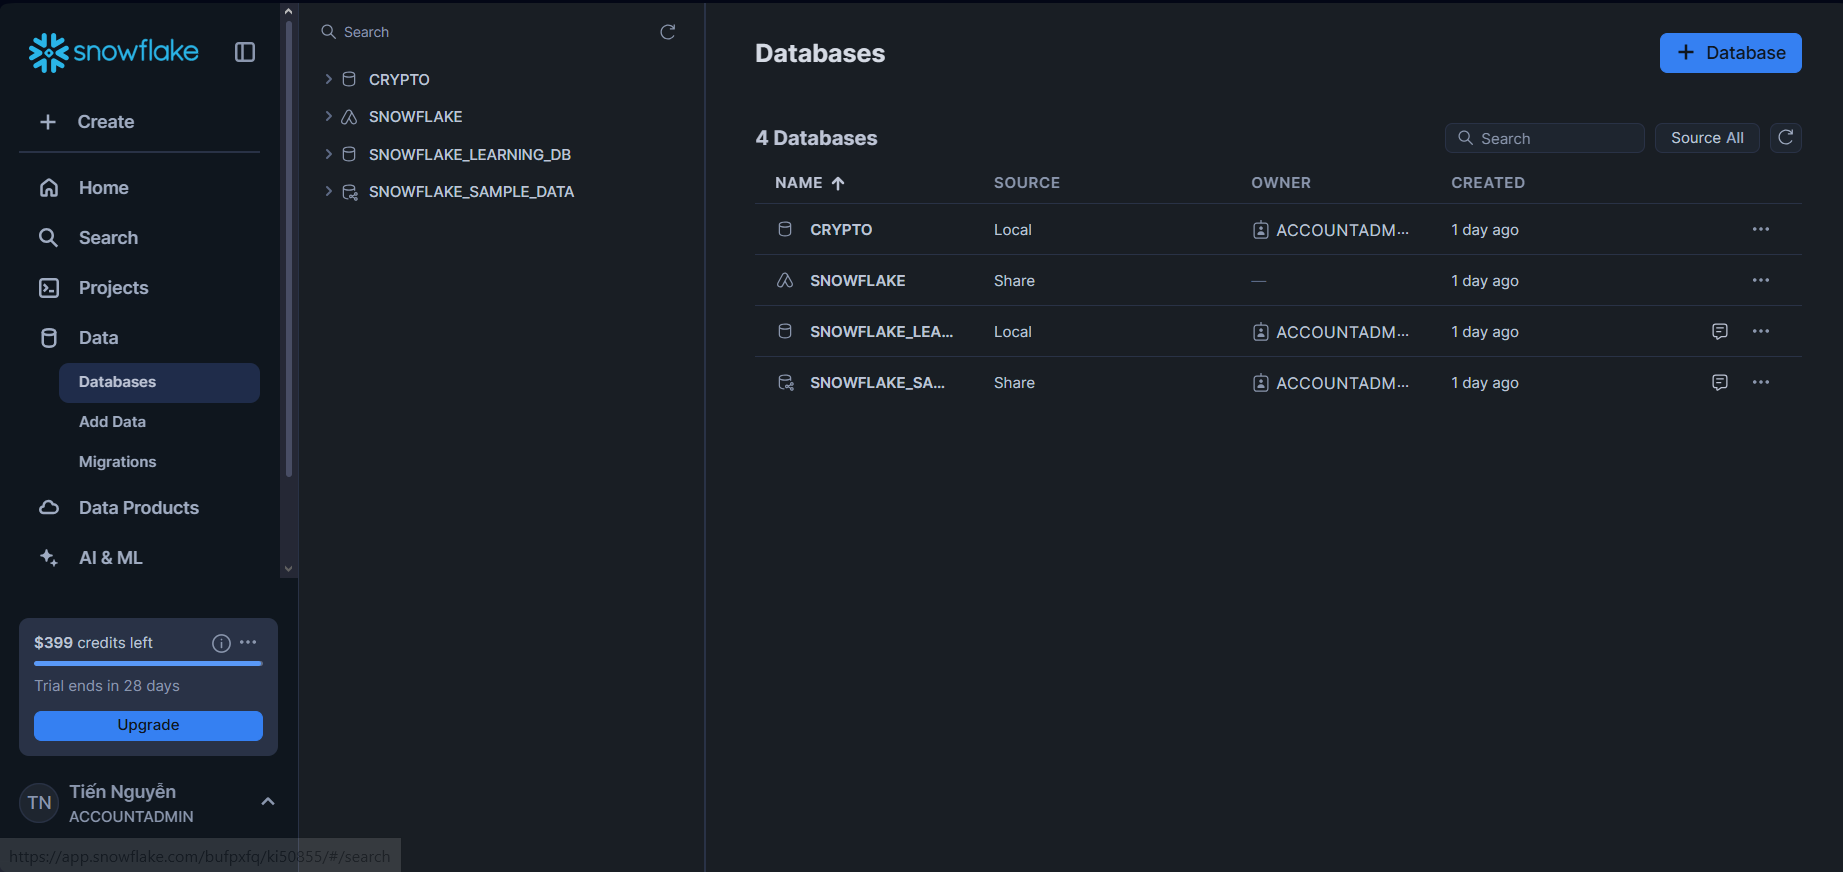 snowflake
Create
Home
Search
Projects
Data
Databases
Add Data
Migrations
Data Products
AI & ML
$399 credits left
Trial ends in 28 days
Upgrade
TN
Tiến Nguyễn
ACCOUNTADMIN
https://app.snowflake.com/bufpxfq/ki50855/#/search
Search
CRYPTO
SNOWFLAKE
SNOWFLAKE_LEARNING_DB
SNOWFLAKE_SAMPLE_DATA
Databases
+ Database
4 Databases
Search
Source All
NAME SOURCE OWNER CREATED
CRYPTO Local ACCOUNTADM... 1 day ago
SNOWFLAKE Share — 1 day ago
SNOWFLAKE_LEA... Local ACCOUNTADM... 1 day ago
SNOWFLAKE_SA... Share ACCOUNTADM... 1 day ago